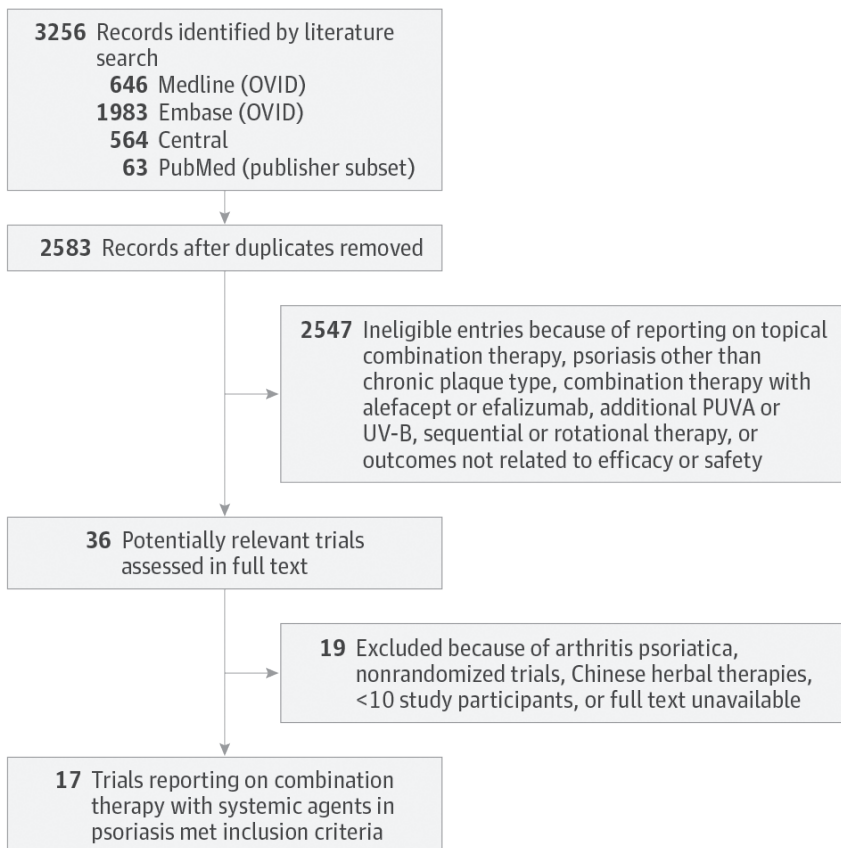 3256 Records identified by literature
search
646 Medline (OVID)
1983 Embase (OVID)
564 Central
63 PubMed (publisher subset)
2583 Records after duplicates removed
2547 Ineligible entries because of reporting on topical
combination therapy, psoriasis other than
chronic plaque type, combination therapy with
alefacept or efalizumab, additional PUVA or
UV-B, sequential or rotational therapy, or
outcomes not related to efficacy or safety
36 Potentially relevant trials
assessed in full text
19 Excluded because of arthritis psoriatica,
nonrandomized trials, Chinese herbal therapies,
<10 study participants, or full text unavailable
17 Trials reporting on combination
therapy with systemic agents in
psoriasis met inclusion criteria